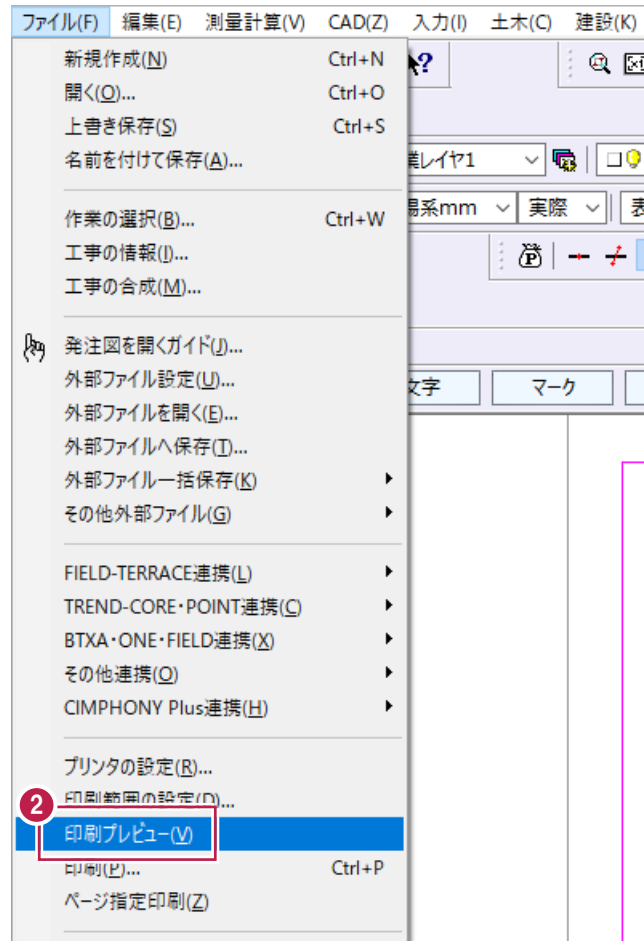 ファイル(F) 編集(E) 測量計算(V) CAD(Z) 入力(I) 土木(C) 建設(K)
新規作成(N) Ctrl+N
開く(O)... Ctrl+O
上書き保存(S) Ctrl+S
名前を付けて保存(A)...
業レイヤ1
作業の選択(B)... Ctrl+W
場系mm 実際 表
工事の情報(I)...
工事の合成(M)...
発注図を開くガイド(J)...
外部ファイル設定(U)...
文字 マーク
外部ファイルを開く(E)...
外部ファイルへ保存(T)...
外部ファイル一括保存(K)
その他外部ファイル(G)
FIELD-TERRACE連携(L)
TREND-CORE・POINT連携(C)
BTXA・ONE・FIELD連携(X)
その他連携(O)
CIMPHONY Plus連携(H)
プリンタの設定(R)...
印刷範囲の設定(D)...
2
印刷プレビュー(V)
印刷(P)... Ctrl+P
ページ指定印刷(Z)